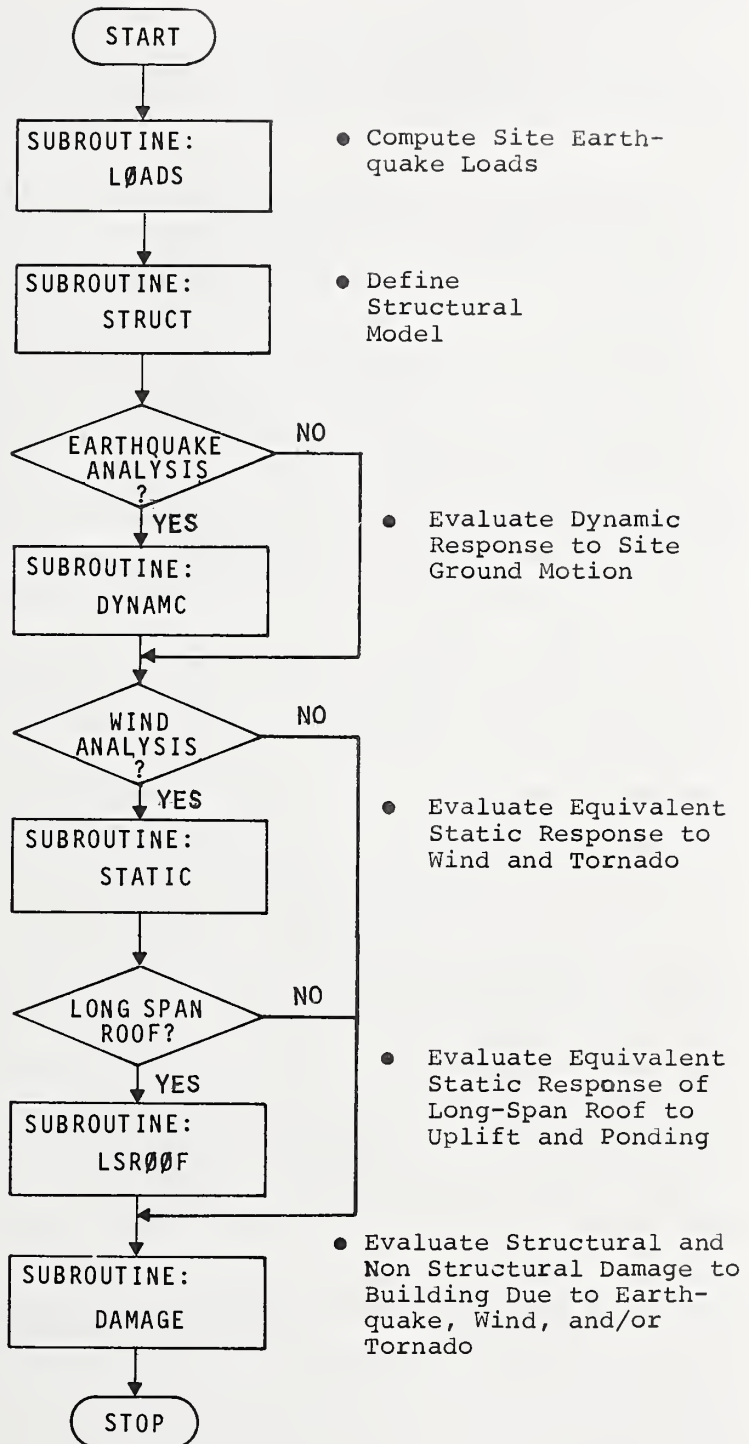 START
SUBROUTINE:
LØADS
● Compute Site Earth-
quake Loads
SUBROUTINE:
STRUCT
● Define
Structural
Model
EARTHQUAKE
ANALYSIS
?
NO
YES
SUBROUTINE:
DYNAMC
● Evaluate Dynamic
Response to Site
Ground Motion
WIND
ANALYSIS
?
NO
YES
SUBROUTINE:
STATIC
● Evaluate Equivalent
Static Response to
Wind and Tornado
LONG SPAN
ROOF?
NO
YES
SUBROUTINE:
LSRØØF
● Evaluate Equivalent
Static Response of
Long-Span Roof to
Uplift and Ponding
SUBROUTINE:
DAMAGE
● Evaluate Structural and
Non Structural Damage to
Building Due to Earth-
quake, Wind, and/or
Tornado
STOP